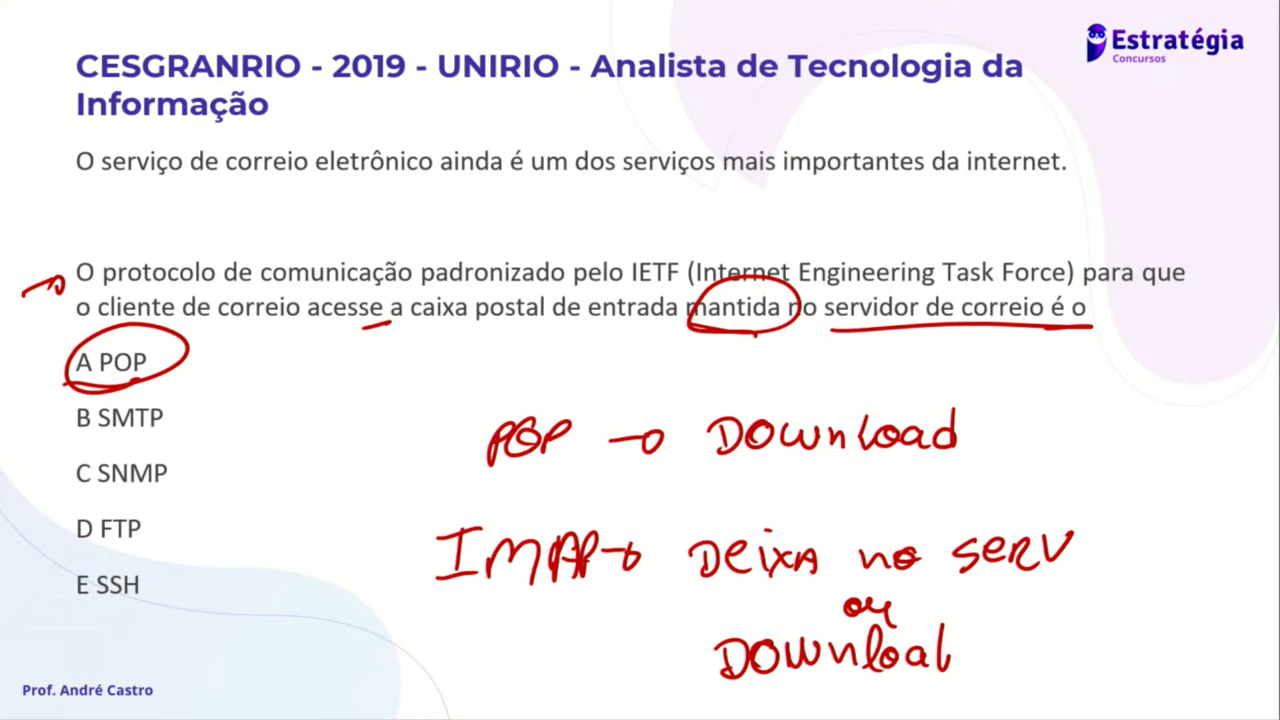 Estratégia
Concursos
CESGRANRIO - 2019 - UNIRIO - Analista de Tecnologia da
Informação
O serviço de correio eletrônico ainda é um dos serviços mais importantes da internet.
O protocolo de comunicação padronizado pelo IETF (Internet Engineering Task Force) para que
o cliente de correio acesse a caixa postal de entrada mantida no servidor de correio é o
A POP
B SMTP
C SNMP
D FTP
E SSH
POP → DOWnLoad
IMAP → DEIXA no SERV
ou
DOWnload
Prof. André Castro